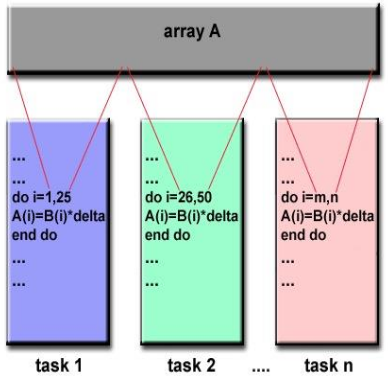 array A
...
...
do i=1,25
A(i)=B(i)*delta
end do
...
...
...
...
do i=26,50
A(i)=B(i)*delta
end do
...
...
...
...
do i=m,n
A(i)=B(i)*delta
end do
...
...
task 1
task 2
....
task n